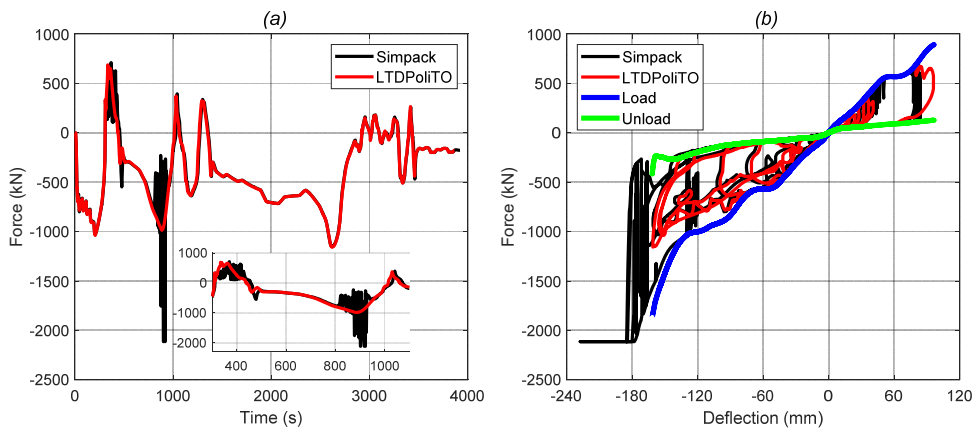 (a)
1000
500
0
-500
-1000
-1500
-2000
-2500
Force (kN)
Simpack
LTDPoliTO
1000
0
-1000
-2000
400 600 800 1000
0 1000 2000 3000 4000
Time (s)
(b)
1000
500
0
-500
-1000
-1500
-2000
-2500
Force (kN)
Simpack
LTDPoliTO
Load
Unload
-240 -180 -120 -60 0 60 120
Deflection (mm)